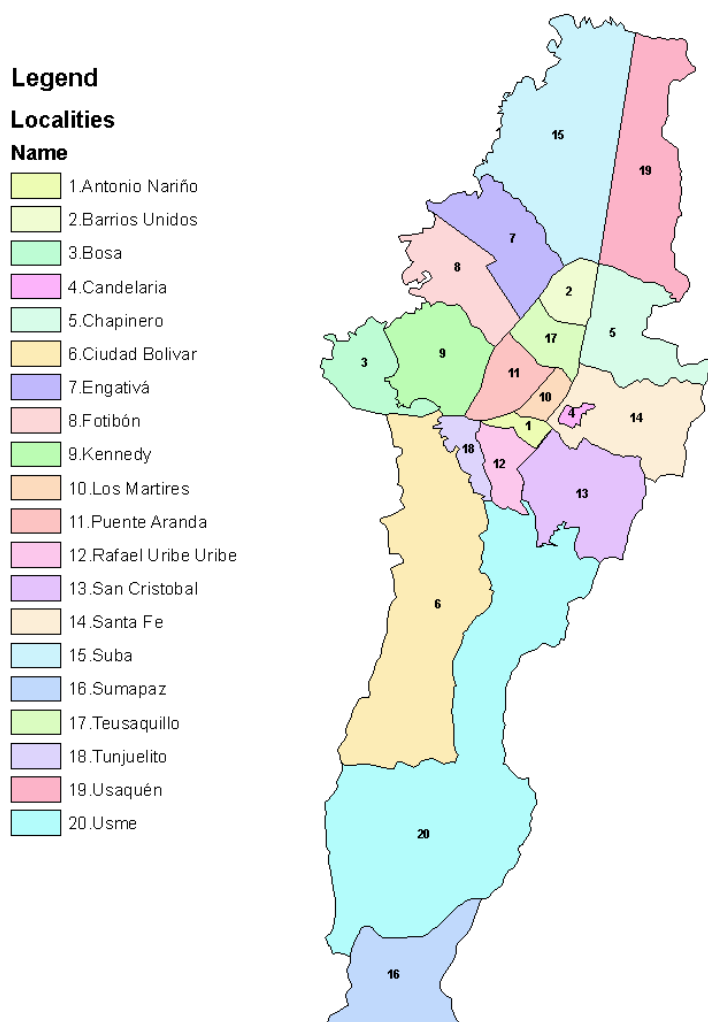 Legend
Localities
Name
1.Antonio Nariño
2.Barrios Unidos
3.Bosa
4.Candelaria
5.Chapinero
6.Ciudad Bolivar
7.Engativá
8.Fotibón
9.Kennedy
10.Los Martires
11.Puente Aranda
12.Rafael Uribe Uribe
13.San Cristobal
14.Santa Fe
15.Suba
16.Sumapaz
17.Teusaquillo
18.Tunjuelito
19.Usaquén
20.Usme
15
19
7
8
2
5
17
9
3
11
10
4
14
1
18
12
13
6
20
16